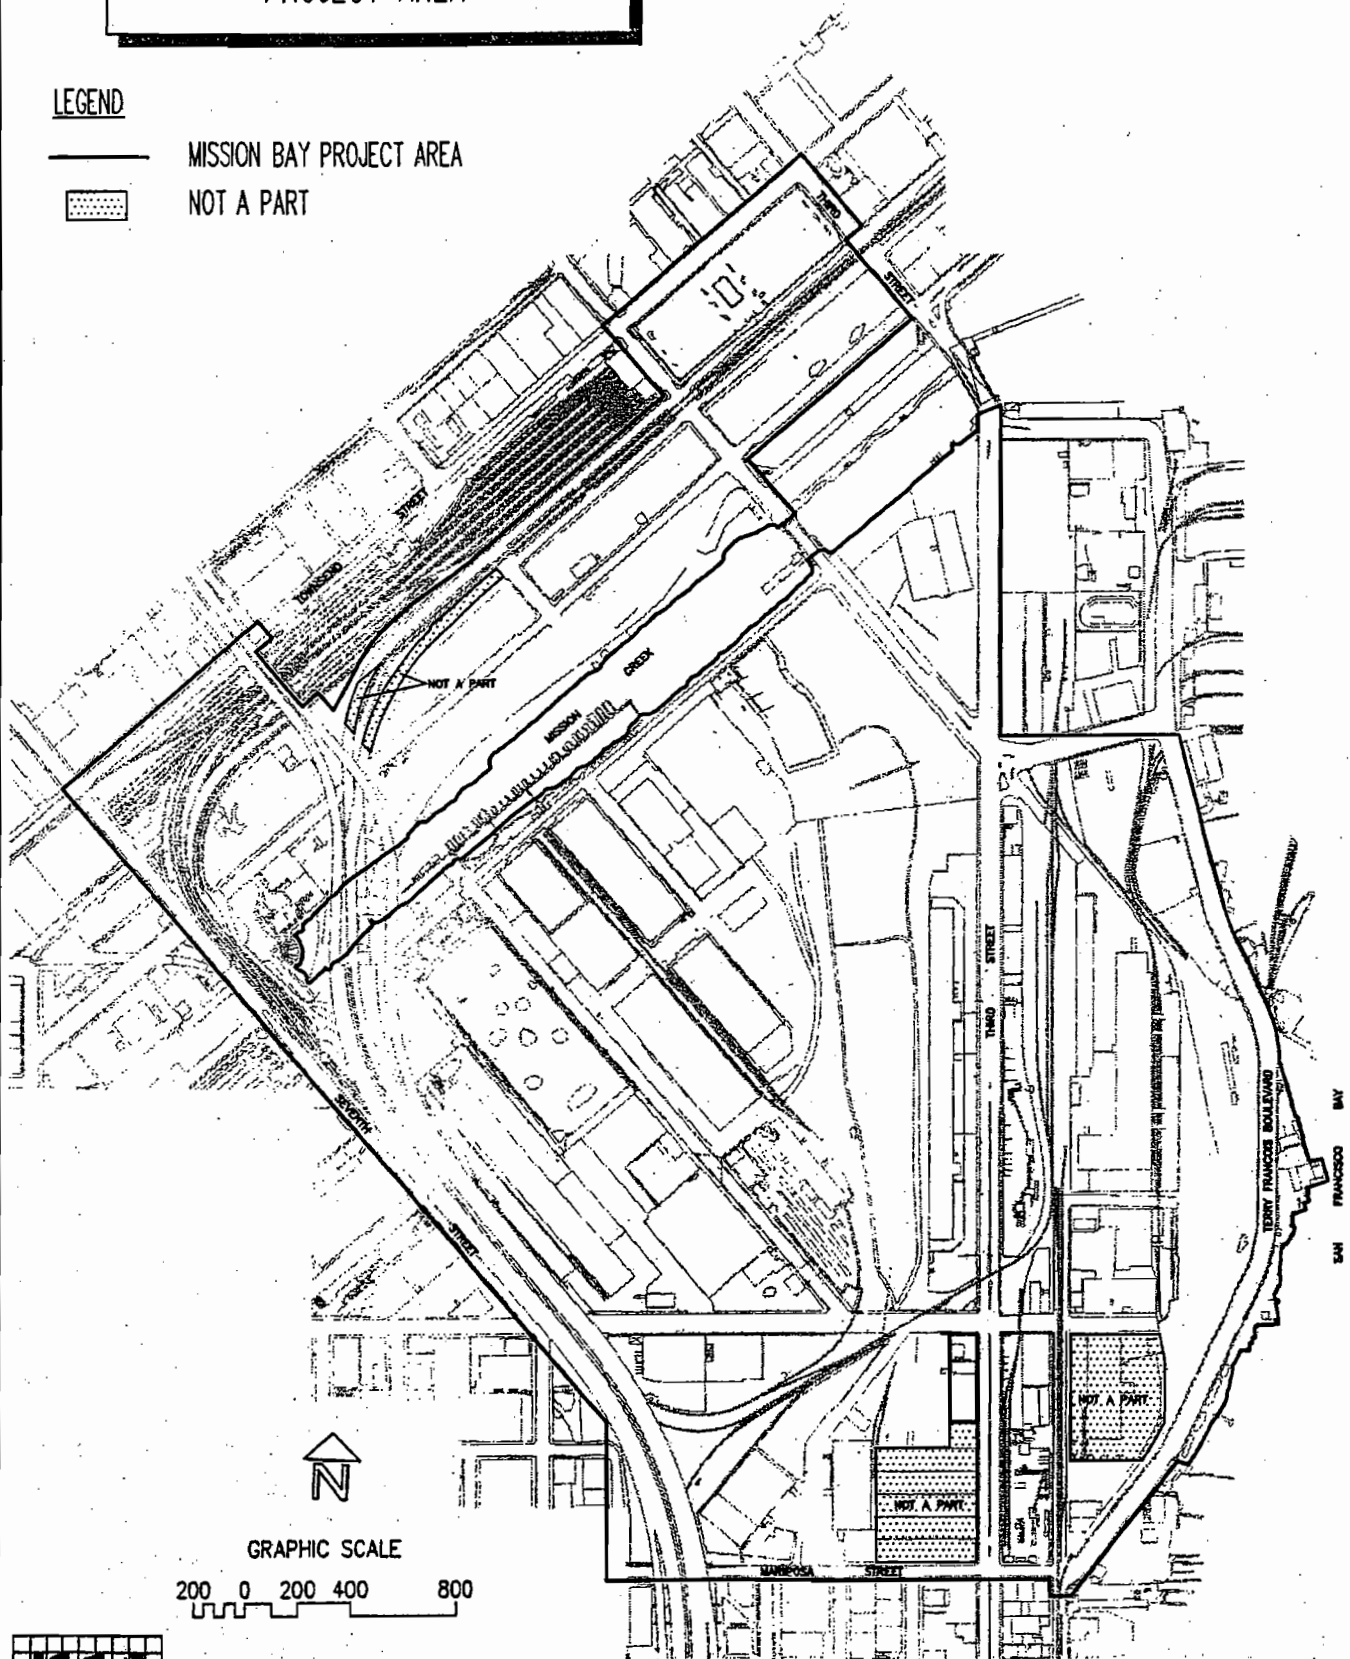 PROJECT AREA
LEGEND
MISSION BAY PROJECT AREA
NOT A PART
THIRD
STREET
STREET
TOWNSEND
NOT A PART
CREEK
MISSION
STREET
THIRD
SEVENTH
STREET
TERRY FRANCOIS BOULEVARD
SAN FRANCISCO BAY
NOT A PART
NOT A PART
MARIPOSA STREET
N
GRAPHIC SCALE
200 0 200 400 800